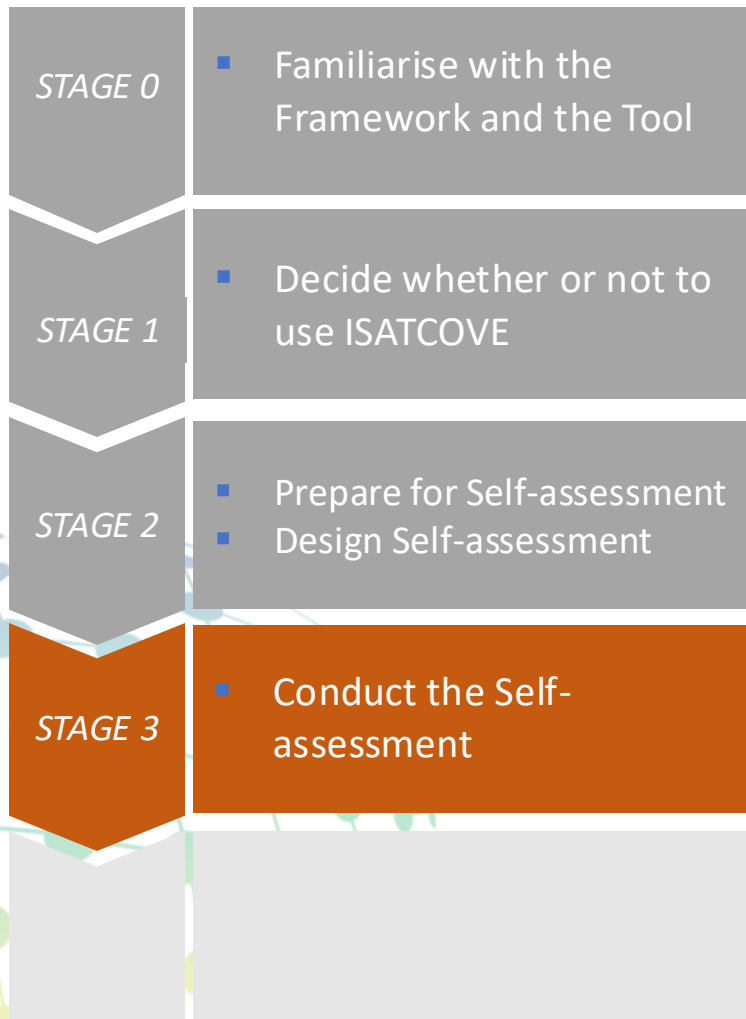 STAGE 0
Familiarise with the
Framework and the Tool
STAGE 1
Decide whether or not to
use ISATCOVE
STAGE 2
Prepare for Self-assessment
Design Self-assessment
STAGE 3
Conduct the Self-
assessment